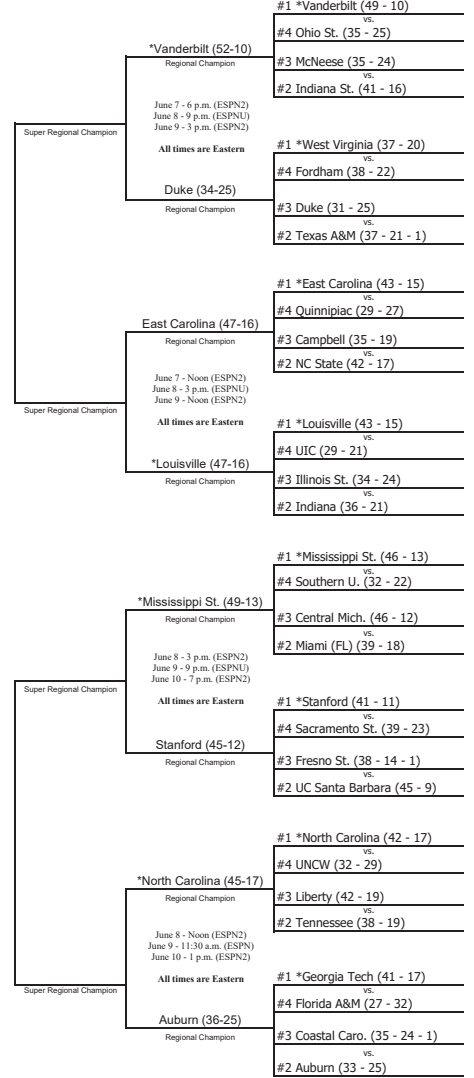 #1 *Vanderbilt (49 - 10)
vs.
#4 Ohio St. (35 - 25)
*Vanderbilt (52-10)
Regional Champion
#3 McNeese (35 - 24)
vs.
#2 Indiana St. (41 - 16)
June 7 - 6 p.m. (ESPN2)
June 8 - 9 p.m. (ESPNU)
June 9 - 3 p.m. (ESPN2)
All times are Eastern
Super Regional Champion
#1 *West Virginia (37 - 20)
vs.
#4 Fordham (38 - 22)
Duke (34-25)
Regional Champion
#3 Duke (31 - 25)
vs.
#2 Texas A&M (37 - 21 - 1)
#1 *East Carolina (43 - 15)
vs.
#4 Quinnipiac (29 - 27)
East Carolina (47-16)
Regional Champion
#3 Campbell (35 - 19)
vs.
#2 NC State (42 - 17)
June 7 - Noon (ESPN2)
June 8 - 3 p.m. (ESPNU)
June 9 - Noon (ESPN2)
All times are Eastern
Super Regional Champion
#1 *Louisville (43 - 15)
vs.
#4 UIC (29 - 21)
*Louisville (47-16)
Regional Champion
#3 Illinois St. (34 - 24)
vs.
#2 Indiana (36 - 21)
#1 *Mississippi St. (46 - 13)
vs.
#4 Southern U. (32 - 22)
*Mississippi St. (49-13)
Regional Champion
#3 Central Mich. (46 - 12)
vs.
#2 Miami (FL) (39 - 18)
June 8 - 3 p.m. (ESPN2)
June 9 - 9 p.m. (ESPNU)
June 10 - 7 p.m. (ESPN2)
All times are Eastern
Super Regional Champion
#1 *Stanford (41 - 11)
vs.
#4 Sacramento St. (39 - 23)
Stanford (45-12)
Regional Champion
#3 Fresno St. (38 - 14 - 1)
vs.
#2 UC Santa Barbara (45 - 9)
#1 *North Carolina (42 - 17)
vs.
#4 UNCW (32 - 29)
*North Carolina (45-17)
Regional Champion
#3 Liberty (42 - 19)
vs.
#2 Tennessee (38 - 19)
June 8 - Noon (ESPN2)
June 9 - 11:30 a.m. (ESPN)
June 10 - 1 p.m. (ESPN2)
All times are Eastern
Super Regional Champion
#1 *Georgia Tech (41 - 17)
vs.
#4 Florida A&M (27 - 32)
Auburn (36-25)
Regional Champion
#3 Coastal Caro. (35 - 24 - 1)
vs.
#2 Auburn (33 - 25)